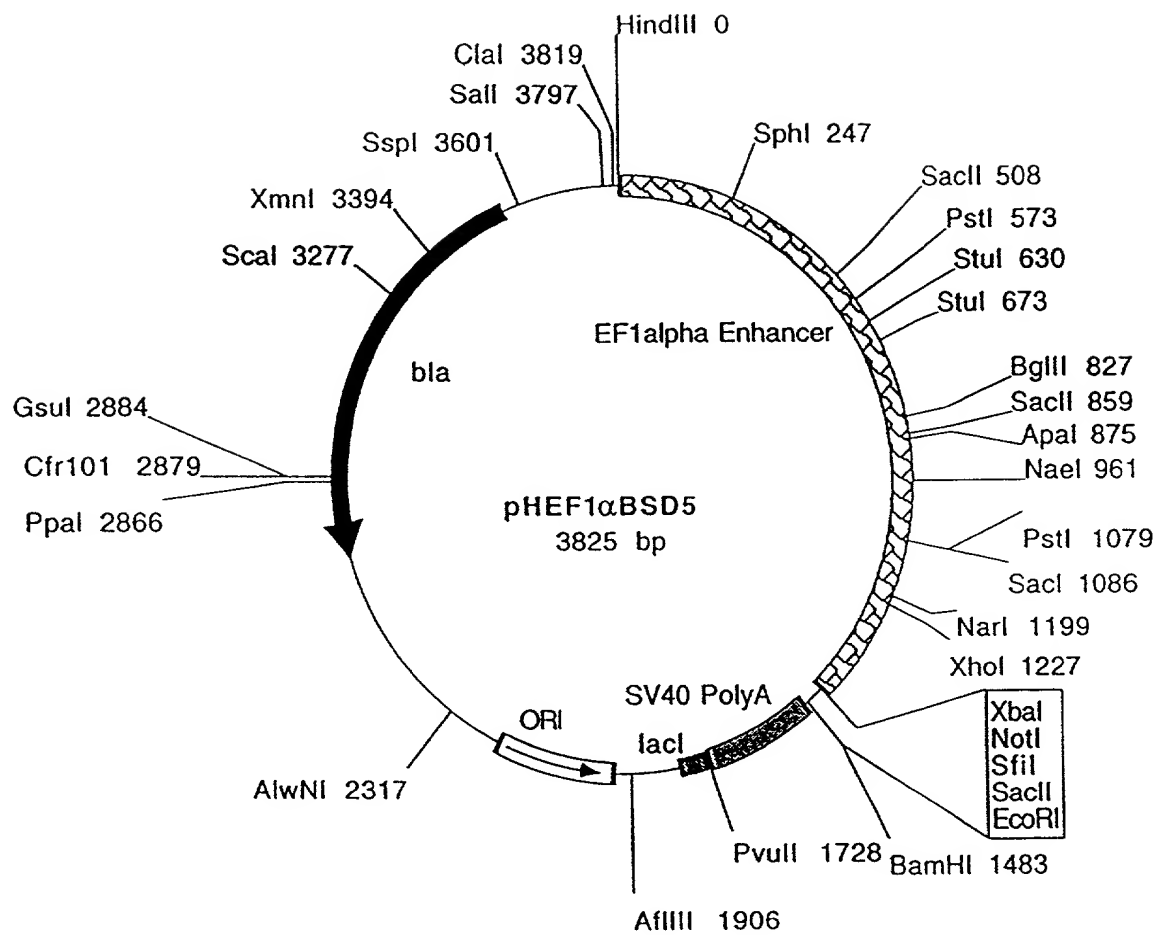 HindIII 0
ClaI 3819
SalI 3797
SspI 3601
XmnI 3394
ScaI 3277
SphI 247
SacII 508
PstI 573
StuI 630
StuI 673
EF1alpha Enhancer
bla
BglII 827
SacII 859
ApaI 875
NaeI 961
GsuI 2884
Cfr101 2879
PpaI 2866
pHEF1αBSD5
3825 bp
PstI 1079
SacI 1086
NarI 1199
XhoI 1227
SV40 PolyA
lacI
ORI
XbaI
NotI
SfiI
SacII
EcoRI
AlwNI 2317
PvuII 1728
BamHI 1483
AflIII 1906